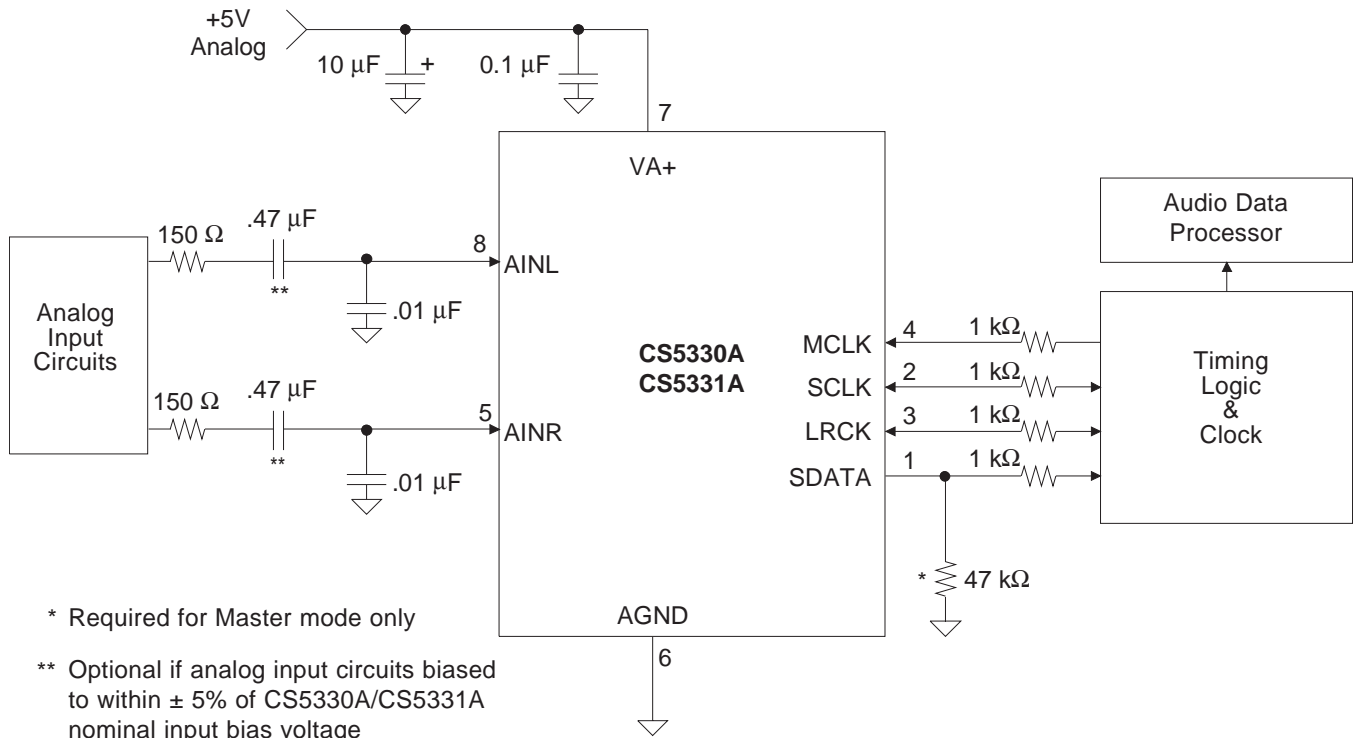 +5V
Analog
10 µF
+
0.1 µF
7
VA+
Audio Data
Processor
150 Ω
.47 µF
**
8
AINL
.01 µF
Analog
Input
Circuits
CS5330A
CS5331A
MCLK
4
1 kΩ
SCLK
2
1 kΩ
LRCK
3
1 kΩ
SDATA
1
1 kΩ
Timing
Logic
&
Clock
150 Ω
.47 µF
**
5
AINR
.01 µF
* 47 kΩ
AGND
6
* Required for Master mode only
** Optional if analog input circuits biased
to within ± 5% of CS5330A/CS5331A
nominal input bias voltage